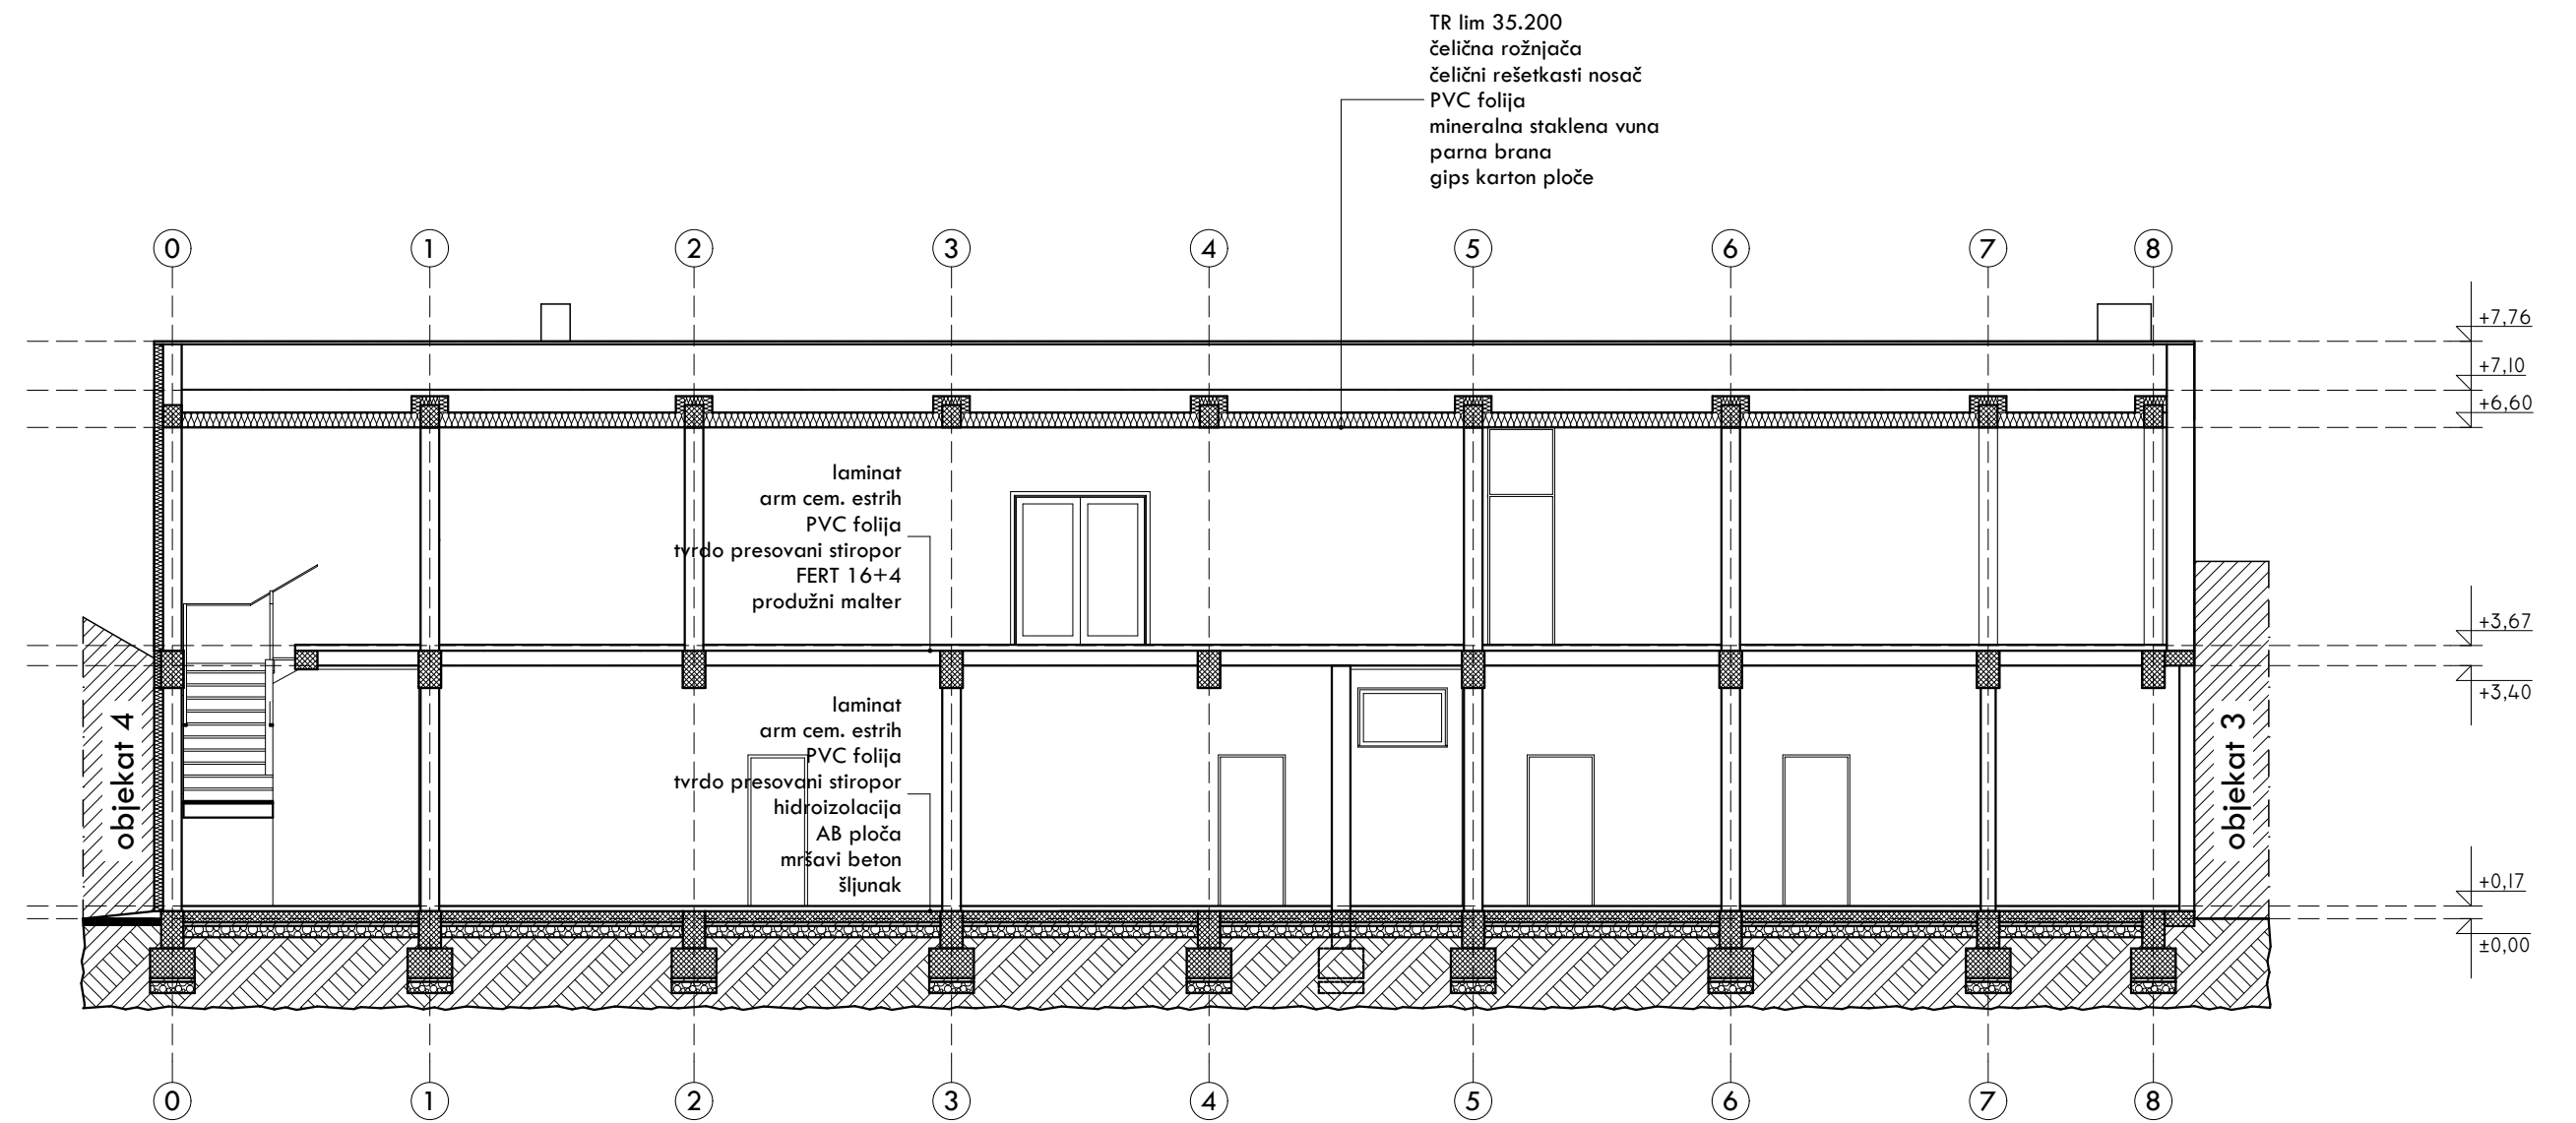 TR lim 35.200
čelična rožnjača
čelični rešetkasti nosač
PVC folija
mineralna staklena vuna
parna brana
gips karton ploče
0
1
2
3
4
5
6
7
8
+7,76
+7,10
+6,60
laminat
arm cem. estrih
PVC folija
tvrdo presovani stiropor
FERT 16+4
produžni malter
+3,67
+3,40
laminat
arm cem. estrih
PVC folija
tvrdo presovani stiropor
hidroizolacija
AB ploča
mršavi beton
šljunak
objekat 4
objekat 3
+0,17
±0,00
0
1
2
3
4
5
6
7
8